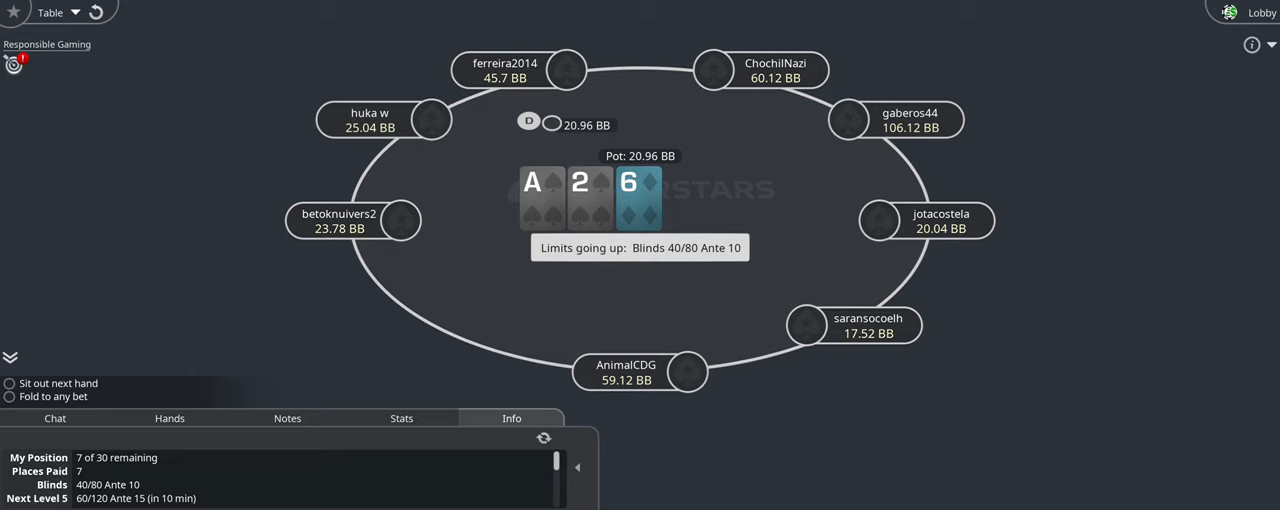 Table
Lobby
Responsible Gaming
!
ferreira2014
45.7 BB
ChochilNazi
60.12 BB
huka w
25.04 BB
gaberos44
106.12 BB
D
20.96 BB
Pot: 20.96 BB
A 2 6
RSTARS
betoknuivers2
23.78 BB
jotacostela
20.04 BB
Limits going up: Blinds 40/80 Ante 10
saransocoelh
17.52 BB
AnimalCDG
59.12 BB
Sit out next hand
Fold to any bet
Chat Hands Notes Stats Info
My Position 7 of 30 remaining
Places Paid 7
Blinds 40/80 Ante 10
Next Level 5 60/120 Ante 15 (in 10 min)